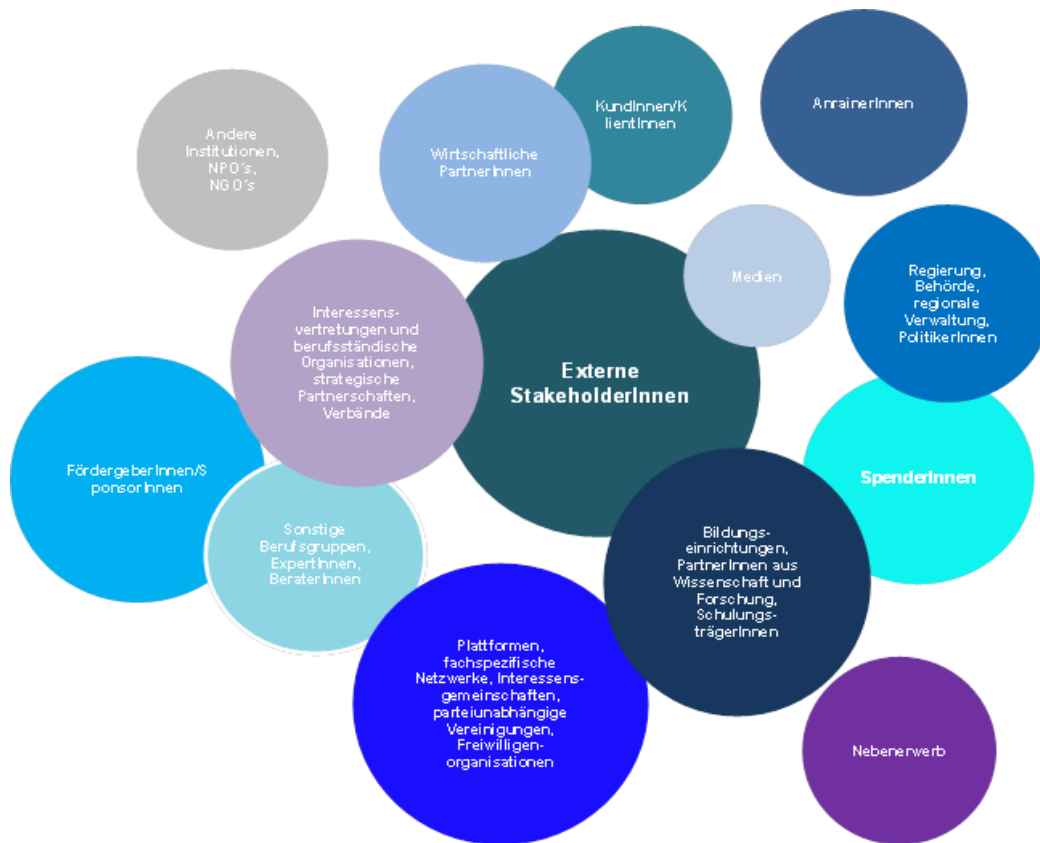 Andere
Institutionen,
NPO´s,
NGO´s
Wirtschaftliche
PartnerInnen
KundInnen/K
lientInnen
AnrainerInnen
Medien
Regierung,
Behörde,
regionale
Verwaltung,
PolitikerInnen
Interessens-
vertretungen und
berufsständische
Organisationen,
strategische
Partnerschaften,
Verbände
Externe
StakeholderInnen
FördergeberInnen/S
ponsorInnen
SpenderInnen
Sonstige
Berufsgruppen,
ExpertInnen,
BeraterInnen
Bildungs-
einrichtungen,
PartnerInnen aus
Wissenschaft und
Forschung,
Schulungs-
trägerInnen
Plattformen,
fachspezifische
Netzwerke, Interessens-
gemeinschaften,
parteiunabhängige
Vereinigungen,
Freiwilligen-
organisationen
Nebenerwerb